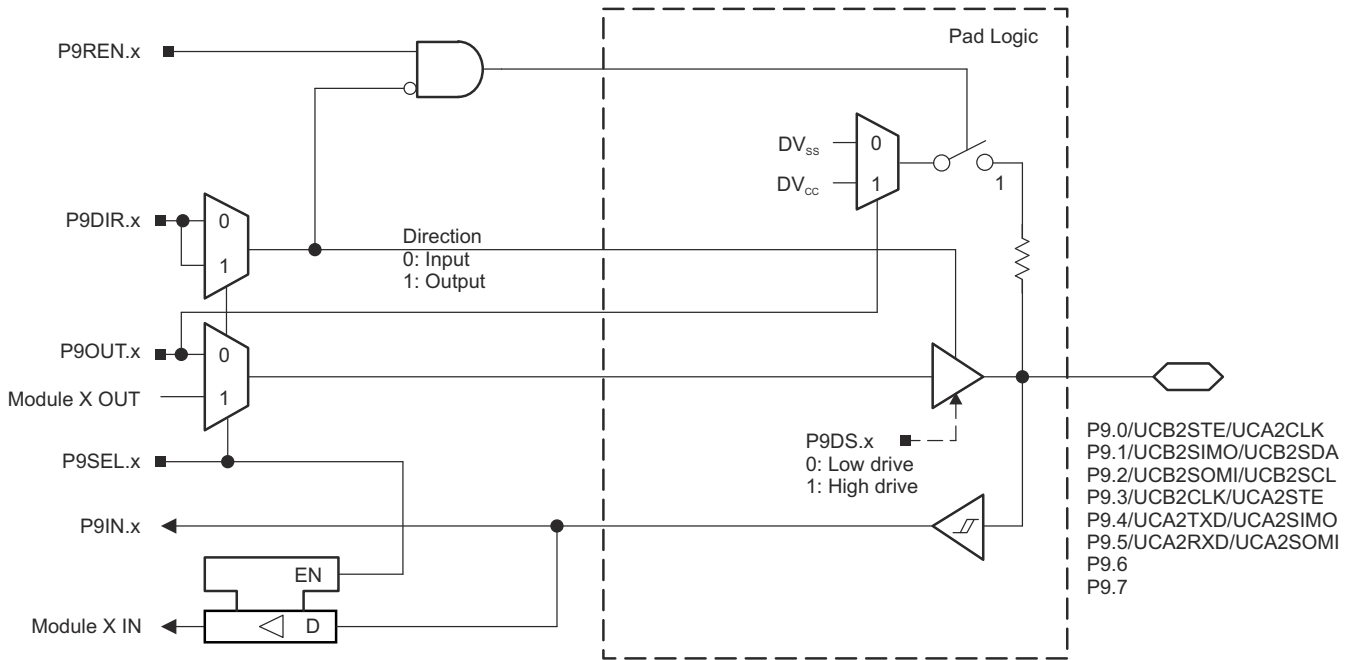 Pad Logic
P9REN.x
DVss
0
DVcc
1
1
P9DIR.x
0
1
Direction
0: Input
1: Output
P9OUT.x
0
Module X OUT
1
P9SEL.x
P9DS.x
0: Low drive
1: High drive
P9.0/UCB2STE/UCA2CLK
P9.1/UCB2SIMO/UCB2SDA
P9.2/UCB2SOMI/UCB2SCL
P9.3/UCB2CLK/UCA2STE
P9.4/UCA2TXD/UCA2SIMO
P9.5/UCA2RXD/UCA2SOMI
P9.6
P9.7
P9IN.x
EN
Module X IN
D